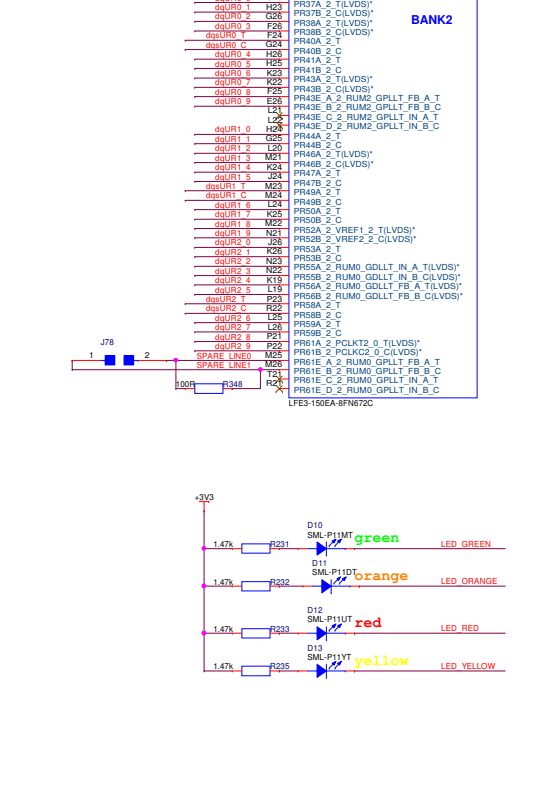 PR37A_2_T(LVDS)*
dqUR0_1 H23 PR37B_2_C(LVDS)*
dqUR0_2 G26 PR38A_2_T(LVDS)*
BANK2
dqUR0_3 F26 PR38B_2_C(LVDS)*
dqsUR0_T F24 PR40A_2_T
dqsUR0_C G24 PR40B_2_C
dqUR0_4 H26 PR41A_2_T
dqUR0_5 H25 PR41B_2_C
dqUR0_6 K23 PR43A_2_T(LVDS)*
dqUR0_7 K22 PR43B_2_C(LVDS)*
dqUR0_8 F25 PR43E_A_2_RUM2_GPLLT_FB_A_T
dqUR0_9 E26 PR43E_B_2_RUM2_GPLLT_FB_B_C
L21 PR43E_C_2_RUM2_GPLLT_IN_A_T
L22 PR43E_D_2_RUM2_GPLLT_IN_B_C
dqUR1_0 H24 PR44A_2_T
dqUR1_1 G25 PR44B_2_C
dqUR1_2 L20 PR46A_2_T(LVDS)*
dqUR1_3 M21 PR46B_2_C(LVDS)*
dqUR1_4 K24 PR47A_2_T
dqUR1_5 J24 PR47B_2_C
dqsUR1_T M23 PR49A_2_T
dqsUR1_C M24 PR49B_2_C
dqUR1_6 L24 PR50A_2_T
dqUR1_7 K25 PR50B_2_C
dqUR1_8 M22 PR52A_2_VREF1_2_T(LVDS)*
dqUR1_9 N21 PR52B_2_VREF2_2_C(LVDS)*
dqUR2_0 J26 PR53A_2_T
dqUR2_1 K26 PR53B_2_C
dqUR2_2 N23 PR55A_2_RUM0_GDLLT_IN_A_T(LVDS)*
dqUR2_3 N22 PR55B_2_RUM0_GDLLT_IN_B_C(LVDS)*
dqUR2_4 K19 PR56A_2_RUM0_GDLLT_FB_A_T(LVDS)*
dqUR2_5 L19 PR56B_2_RUM0_GDLLT_FB_B_C(LVDS)*
dqsUR2_T P23 PR58A_2_T
dqsUR2_C R22 PR58B_2_C
dqUR2_6 L25 PR59A_2_T
dqUR2_7 L26 PR59B_2_C
dqUR2_8 P21 PR61A_2_PCLKT2_0_T(LVDS)*
dqUR2_9 P22 PR61B_2_PCLKC2_0_C(LVDS)*
J78
1 2 SPARE_LINE0 M25 PR61E_A_2_RUM0_GPLLT_FB_A_T
SPARE_LINE1 M26 PR61E_B_2_RUM0_GPLLT_FB_B_C
T21 PR61E_C_2_RUM0_GPLLT_IN_A_T
100R R348 PR61E_D_2_RUM0_GPLLT_IN_B_C
LFE3-150EA-8FN672C
+3V3
D10
SML-P11MT
green
1.47k R231 LED_GREEN
D11
SML-P11DT
orange
1.47k R232 LED_ORANGE
D12
SML-P11UT
red
1.47k R233 LED_RED
D13
SML-P11YT
yellow
1.47k R235 LED_YELLOW